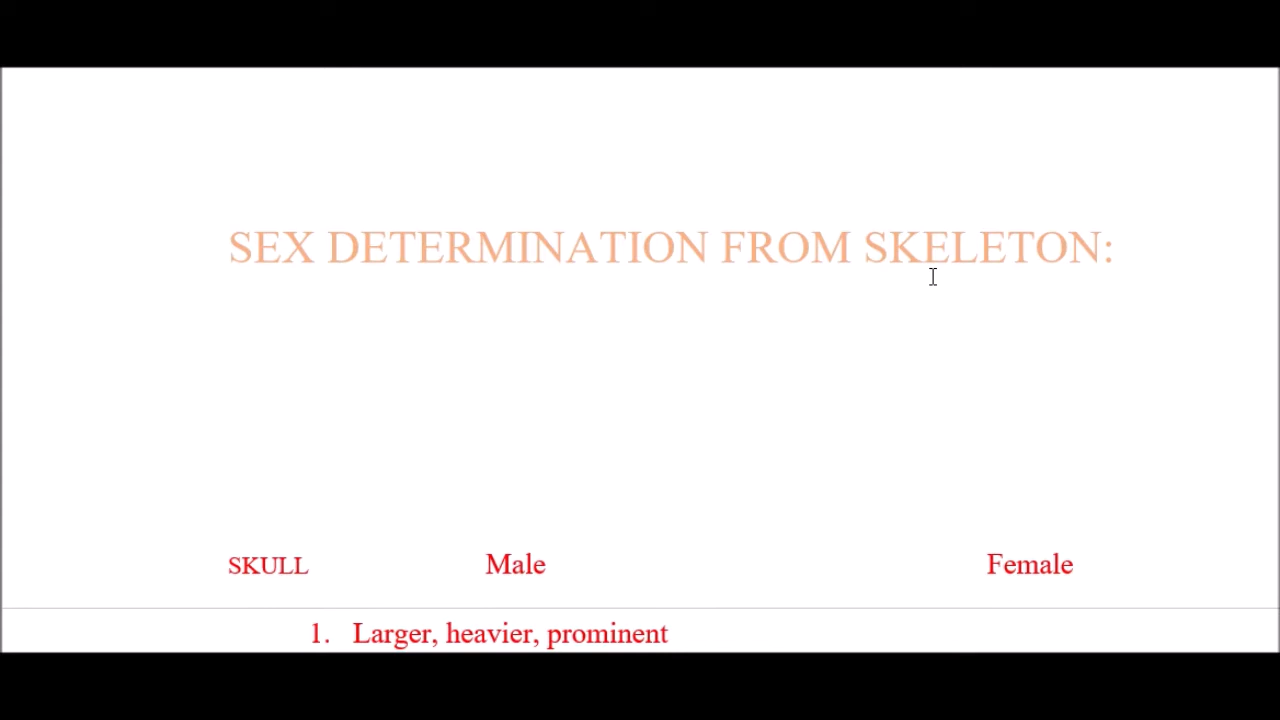 SEX DETERMINATION FROM SKELETON:
SKULL Male Female
1. Larger, heavier, prominent